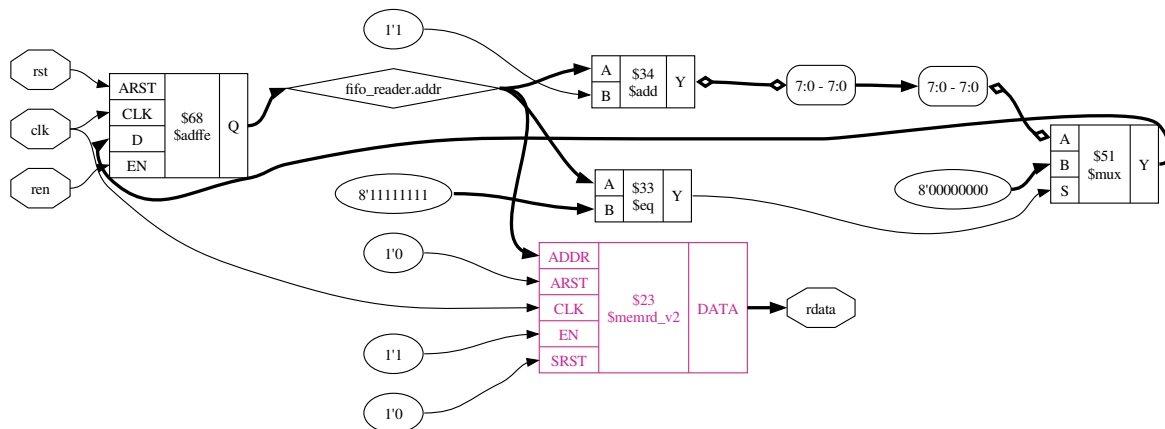 rst
clk
ren
ARST
CLK
D
EN
$68
$adffe
Q
fifo_reader.addr
1'1
A
B
$34
$add
Y
7:0 - 7:0
7:0 - 7:0
8'11111111
A
B
$33
$eq
Y
8'00000000
A
B
S
$51
$mux
Y
1'0
1'1
1'0
ADDR
ARST
CLK
EN
SRST
$23
$memrd_v2
DATA
rdata